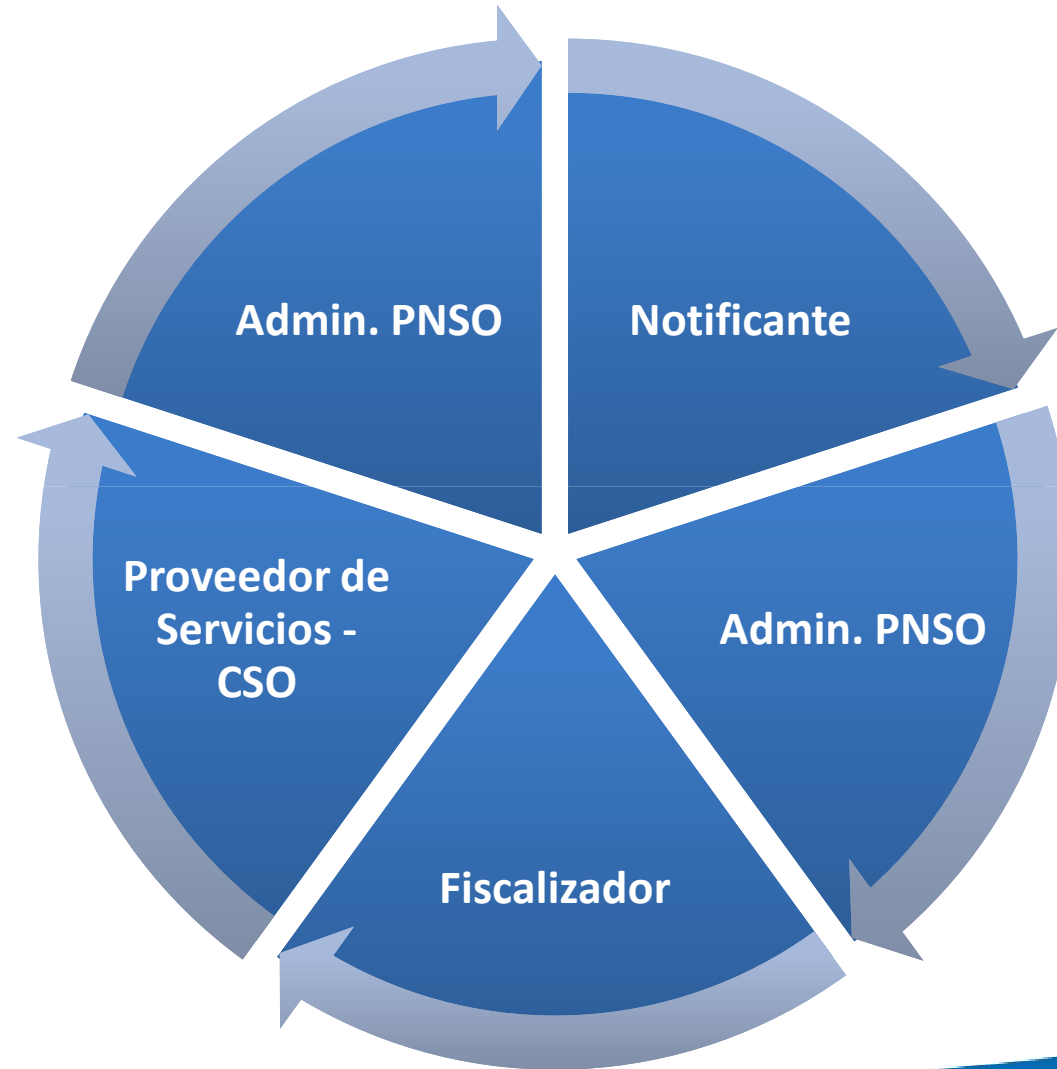 Admin. PNSO
Notificante
Proveedor de
Servicios -
CSO
Admin. PNSO
Fiscalizador